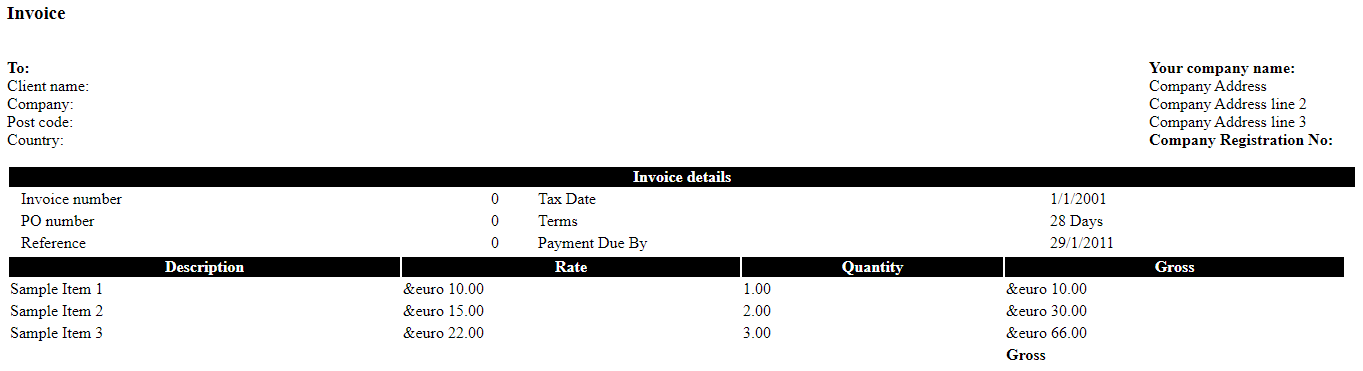 Invoice
To:
Client name:
Company:
Post code:
Country:
Your company name:
Company Address
Company Address line 2
Company Address line 3
Company Registration No:
Invoice details
Invoice number 0 Tax Date 1/1/2001
PO number 0 Terms 28 Days
Reference 0 Payment Due By 29/1/2011
Description Rate Quantity Gross
Sample Item 1 &euro 10.00 1.00 &euro 10.00
Sample Item 2 &euro 15.00 2.00 &euro 30.00
Sample Item 3 &euro 22.00 3.00 &euro 66.00
Gross